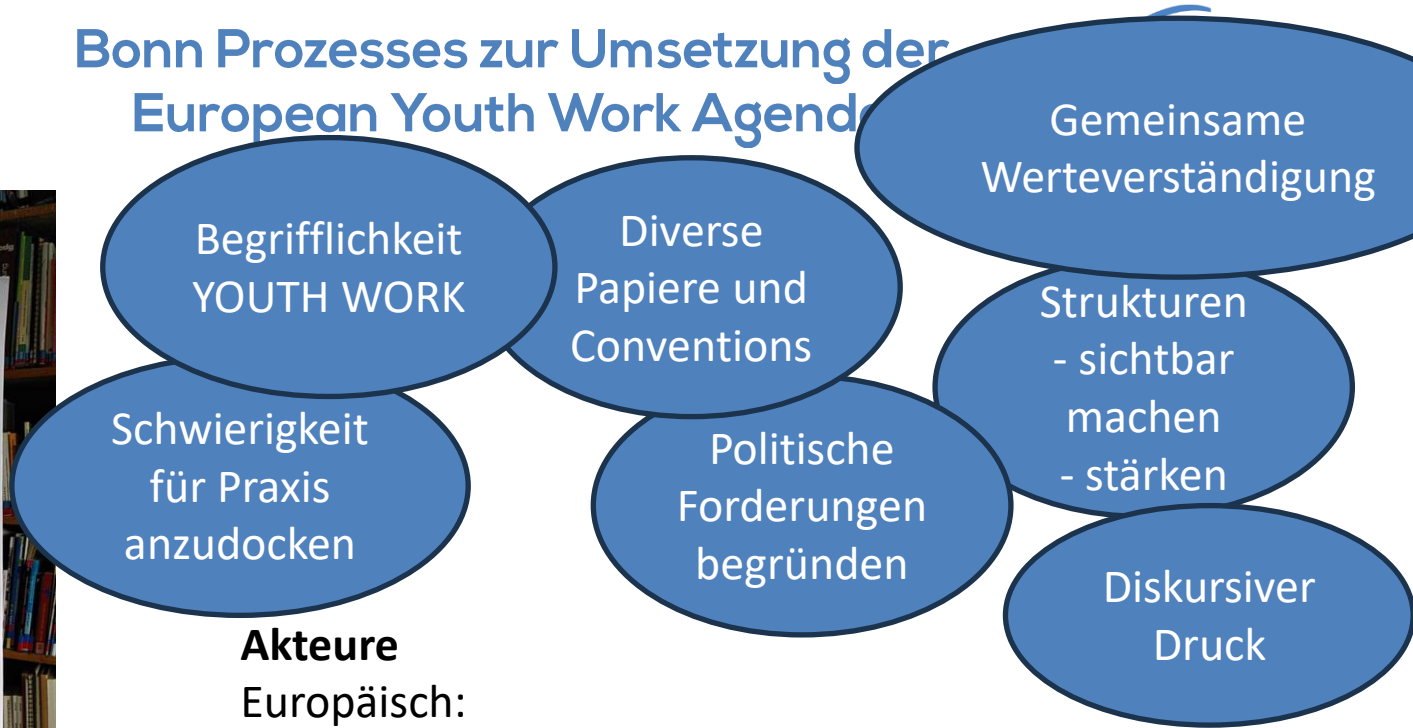 Bonn Prozesses zur Umsetzung der
European Youth Work Agend
Gemeinsame
Werteverständigung
Begrifflichkeit
YOUTH WORK
Diverse
Papiere und
Conventions
Strukturen
- sichtbar
machen
- stärken
Schwierigkeit
für Praxis
anzudocken
Politische
Forderungen
begründen
Diskursiver
Druck
Akteure
Europäisch: